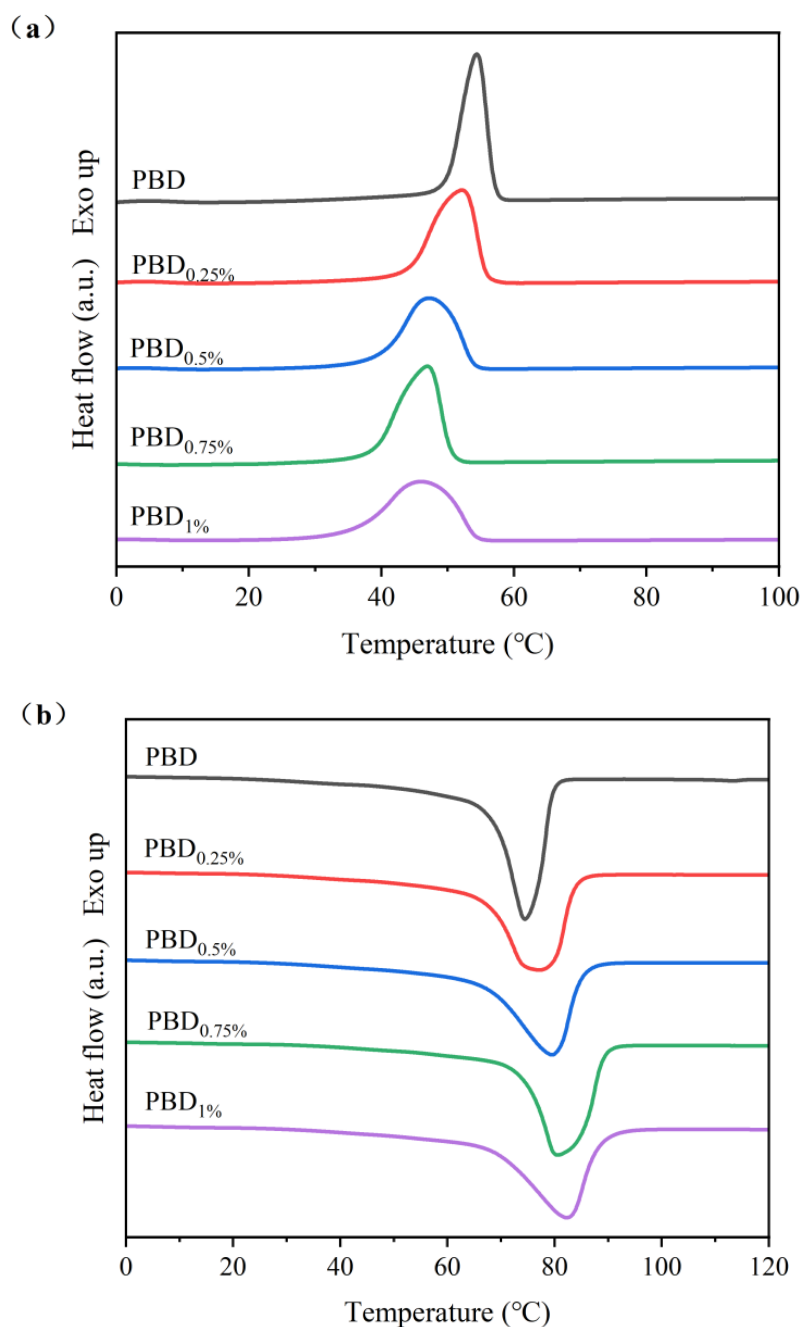 （a）
Heat flow (a.u.) Exo up
PBD
PBD0.25%
PBD0.5%
PBD0.75%
PBD1%
0 20 40 60 80 100
Temperature (℃)
（b）
Heat flow (a.u.) Exo up
PBD
PBD0.25%
PBD0.5%
PBD0.75%
PBD1%
0 20 40 60 80 100 120
Temperature (℃)